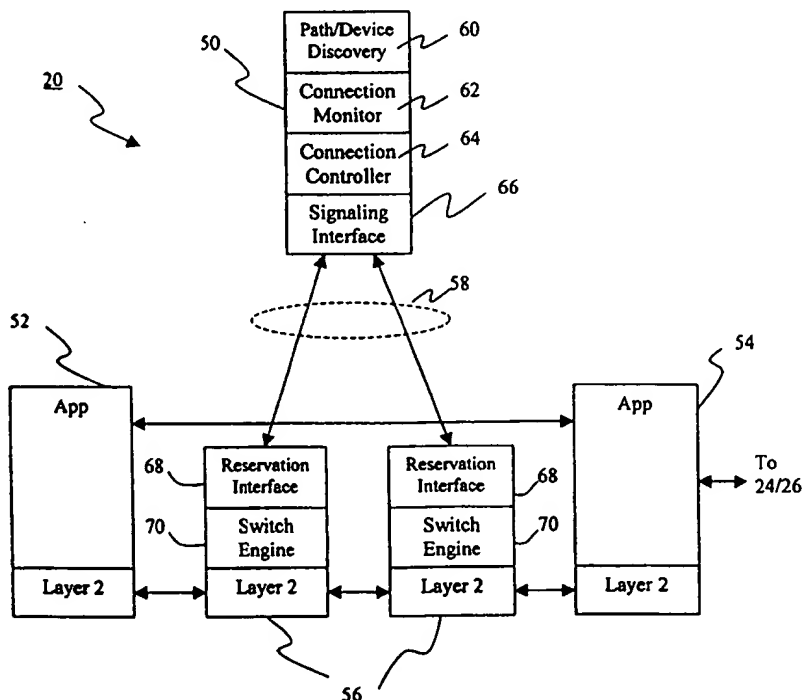 Path/Device
Discovery
60
50
20
Connection
Monitor
62
Connection
Controller
64
Signaling
Interface
66
58
52
54
App
App
To
24/26
68
Reservation
Interface
Reservation
Interface
68
70
Switch
Engine
Switch
Engine
70
Layer 2
Layer 2
Layer 2
Layer 2
56